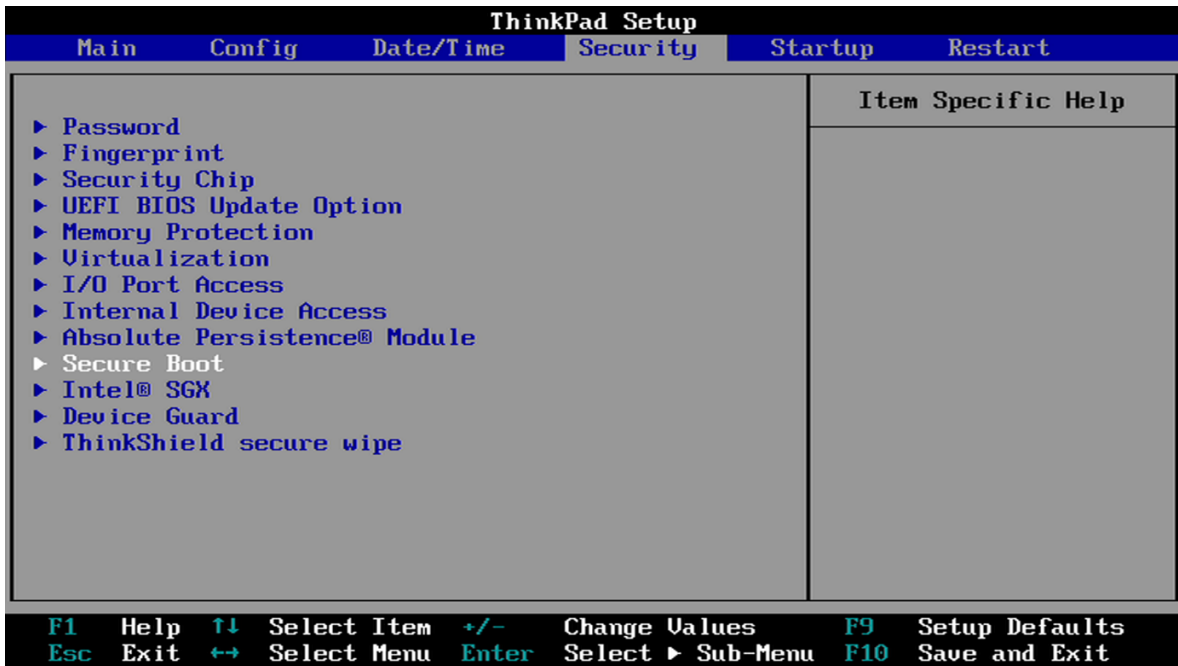 ThinkPad Setup
Main Config Date/Time Security Startup Restart
Item Specific Help
▶ Password
▶ Fingerprint
▶ Security Chip
▶ UEFI BIOS Update Option
▶ Memory Protection
▶ Virtualization
▶ I/O Port Access
▶ Internal Device Access
▶ Absolute Persistence® Module
▶ Secure Boot
▶ Intel® SGX
▶ Device Guard
▶ ThinkShield secure wipe
F1 Help ↑↓ Select Item +/- Change Values F9 Setup Defaults
Esc Exit ←→ Select Menu Enter Select ▶ Sub-Menu F10 Save and Exit